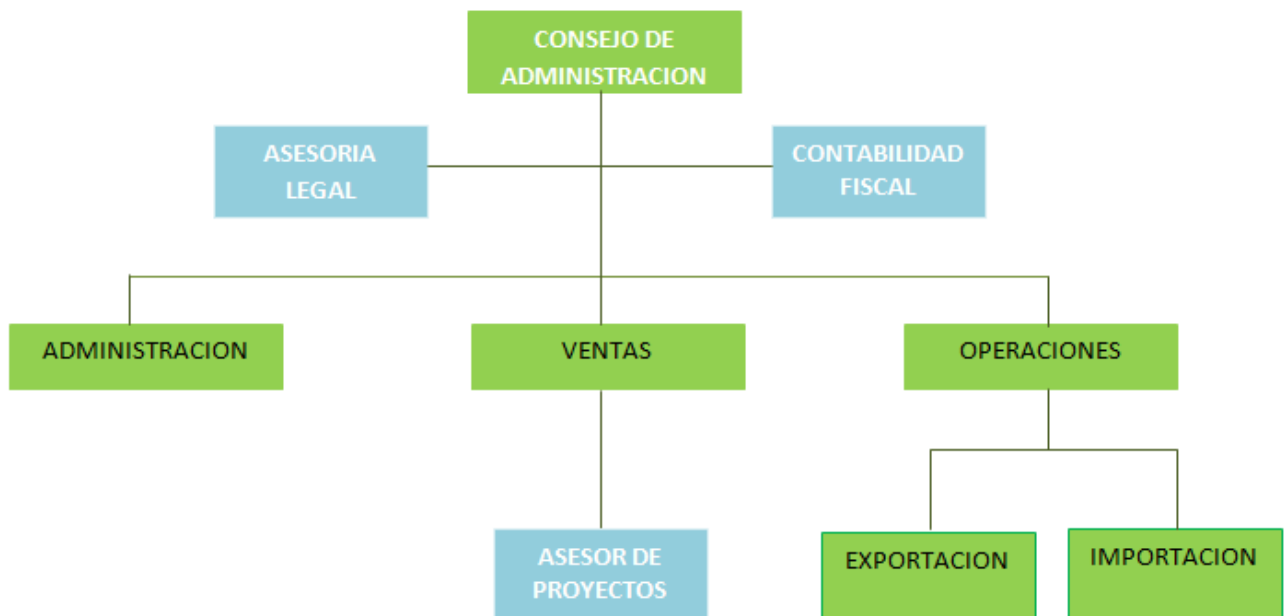 CONSEJO DE
ADMINISTRACION
ASESORIA
LEGAL
CONTABILIDAD
FISCAL
ADMINISTRACION
VENTAS
OPERACIONES
ASESOR DE
PROYECTOS
EXPORTACION
IMPORTACION